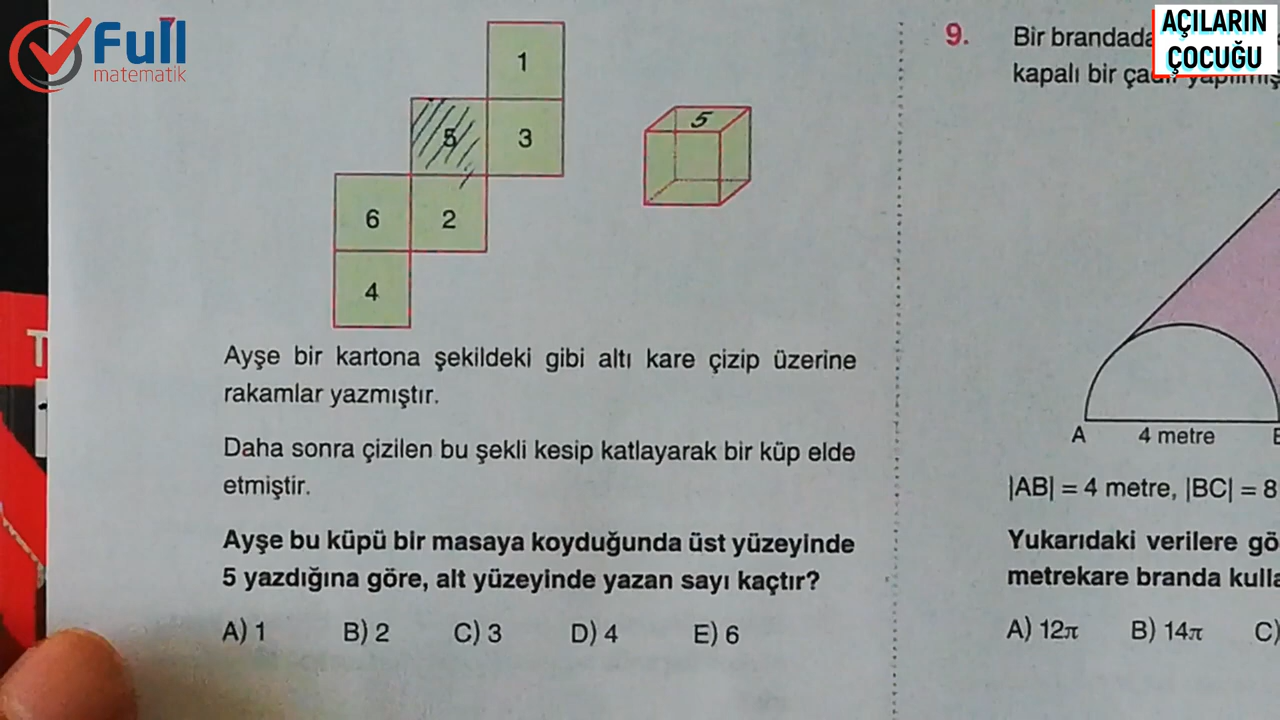 Full
matematik
AÇILARIN
ÇOCUĞU
1
5
3
6
2
4
5
Ayşe bir kartona şekildeki gibi altı kare çizip üzerine
rakamlar yazmıştır.
Daha sonra çizilen bu şekli kesip katlayarak bir küp elde
etmiştir.
Ayşe bu küpü bir masaya koyduğunda üst yüzeyinde
5 yazdığına göre, alt yüzeyinde yazan sayı kaçtır?
A) 1 B) 2 C) 3 D) 4 E) 6
9. Bir brandada
kapalı bir çadır yapılmış
A 4 metre
|AB| = 4 metre, |BC| = 8
Yukarıdaki verilere gö
metrekare branda kulla
A) 12π B) 14π C)